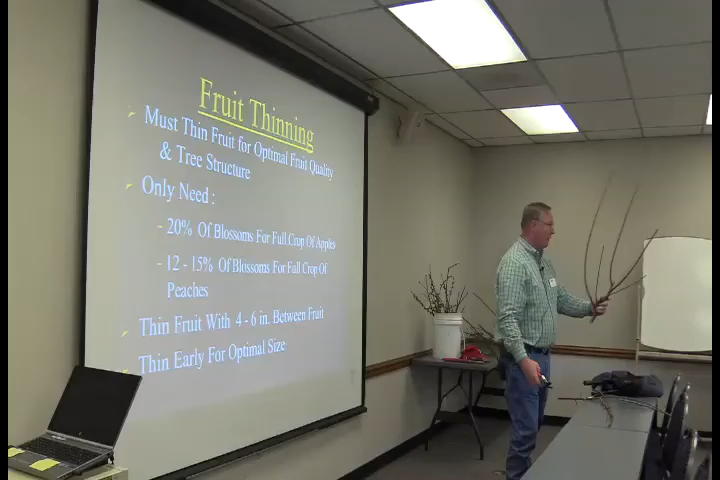 Fruit Thinning
Must Thin Fruit for Optimal Fruit Quality
& Tree Structure
Only Need :
- 20% Of Blossoms For Full Crop Of Apples
- 12 - 15% Of Blossoms For Full Crop Of
Peaches
Thin Fruit With 4 - 6 in. Between Fruit
Thin Early For Optimal Size